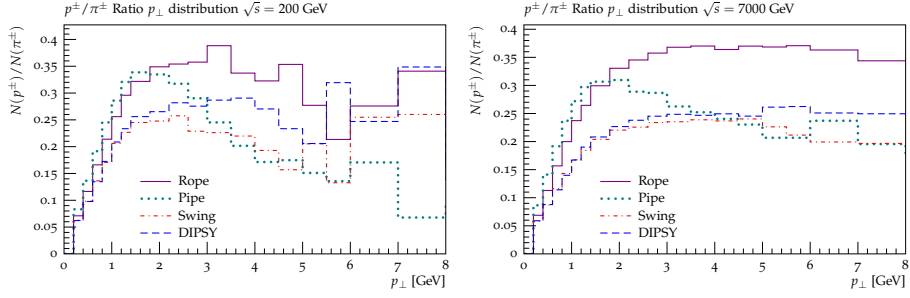 p±/π± Ratio p⊥ distribution √s = 200 GeV
N(p±)/N(π±)
0.4
0.35
0.3
0.25
0.2
0.15
0.1
0.05
0
Rope
Pipe
Swing
DIPSY
0 1 2 3 4 5 6 7 8
p⊥ [GeV]
p±/π± Ratio p⊥ distribution √s = 7000 GeV
N(p±)/N(π±)
0.35
0.3
0.25
0.2
0.15
0.1
0.05
0
Rope
Pipe
Swing
DIPSY
0 1 2 3 4 5 6 7 8
p⊥ [GeV]